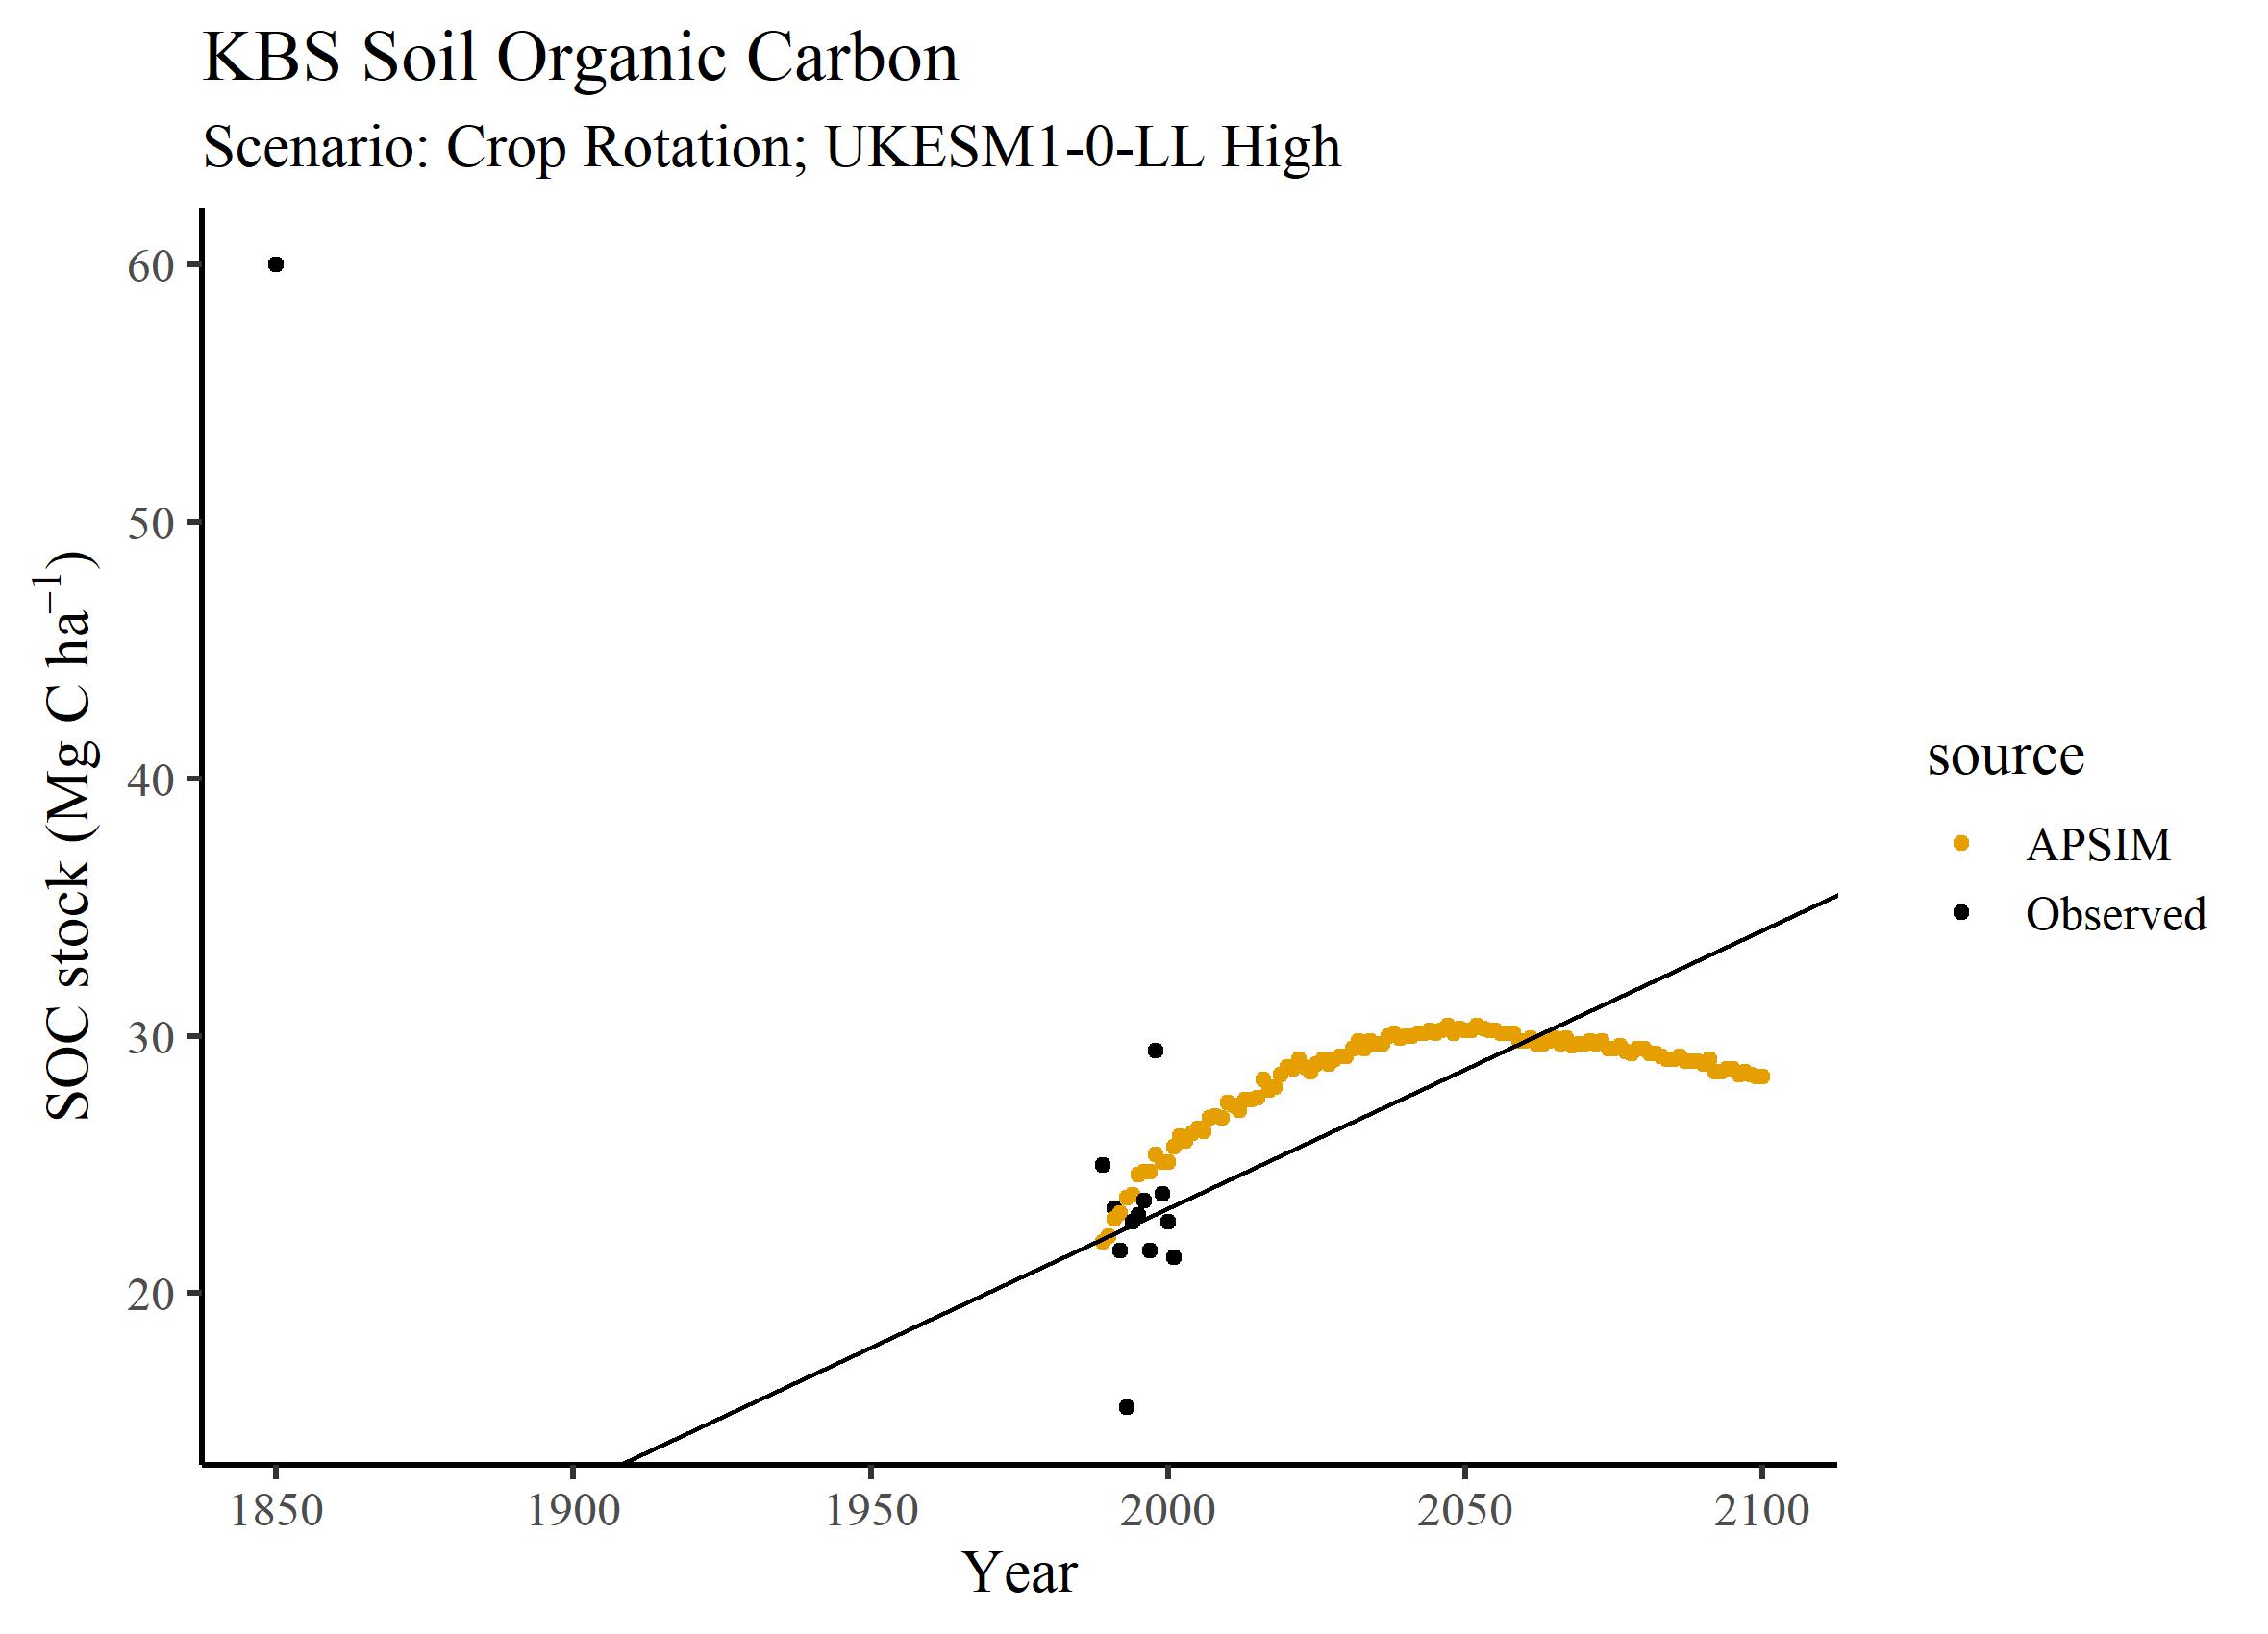 KBS Soil Organic Carbon
Scenario: Crop Rotation; UKESM1-0-LL High
SOC stock (Mg C ha⁻¹)
60
50
40
30
20
1850 1900 1950 2000 2050 2100
Year
source
APSIM
Observed